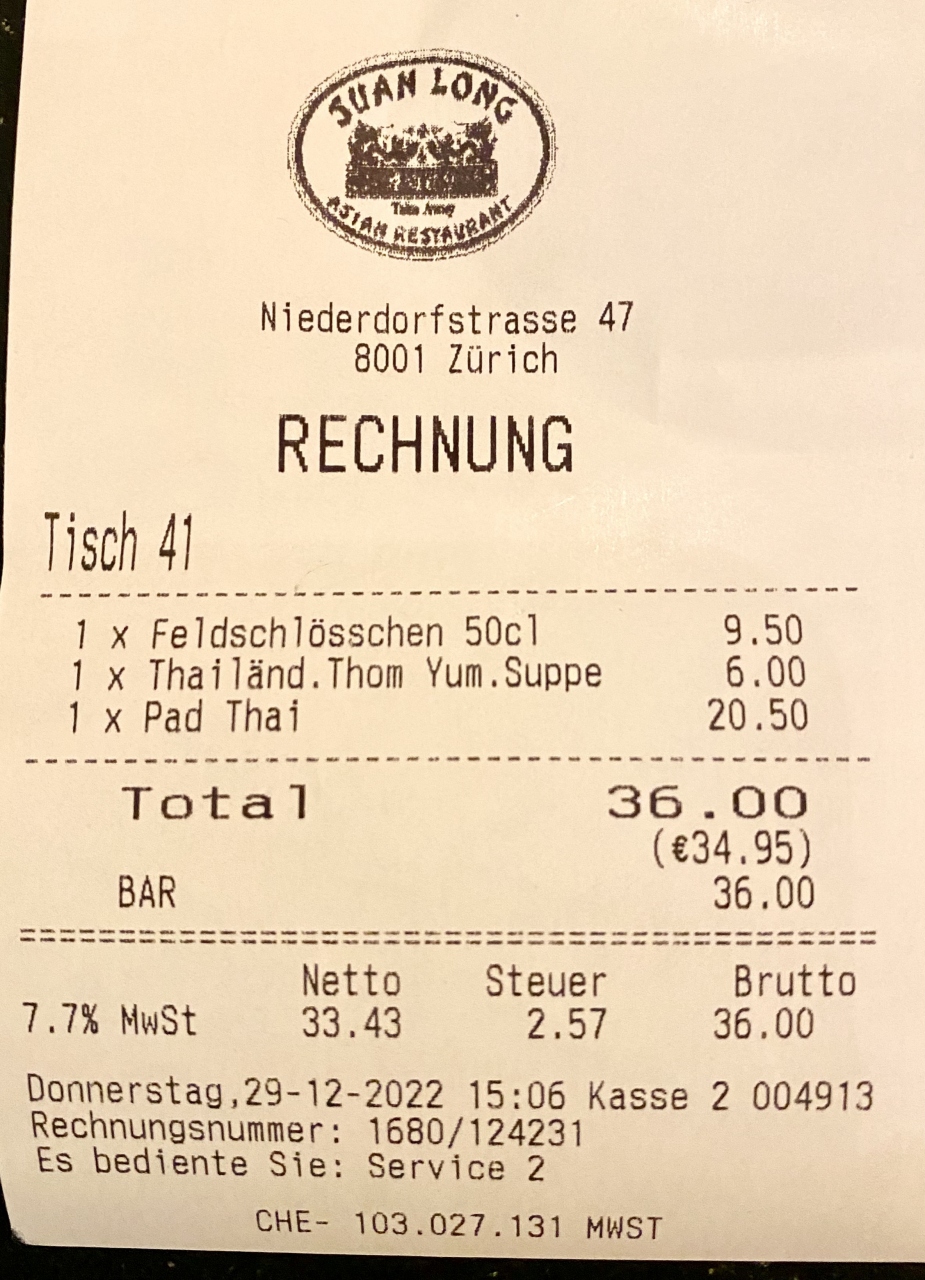 SUAN LONG
Take Away
ASIAN RESTAURANT
Niederdorfstrasse 47
8001 Zürich
RECHNUNG
Tisch 41
1 x Feldschlösschen 50cl 9.50
1 x Thailänd.Thom Yum.Suppe 6.00
1 x Pad Thai 20.50
Total 36.00
(€34.95)
BAR 36.00
Netto Steuer Brutto
7.7% MwSt 33.43 2.57 36.00
Donnerstag,29-12-2022 15:06 Kasse 2 004913
Rechnungsnummer: 1680/124231
Es bediente Sie: Service 2
CHE- 103.027.131 MWST